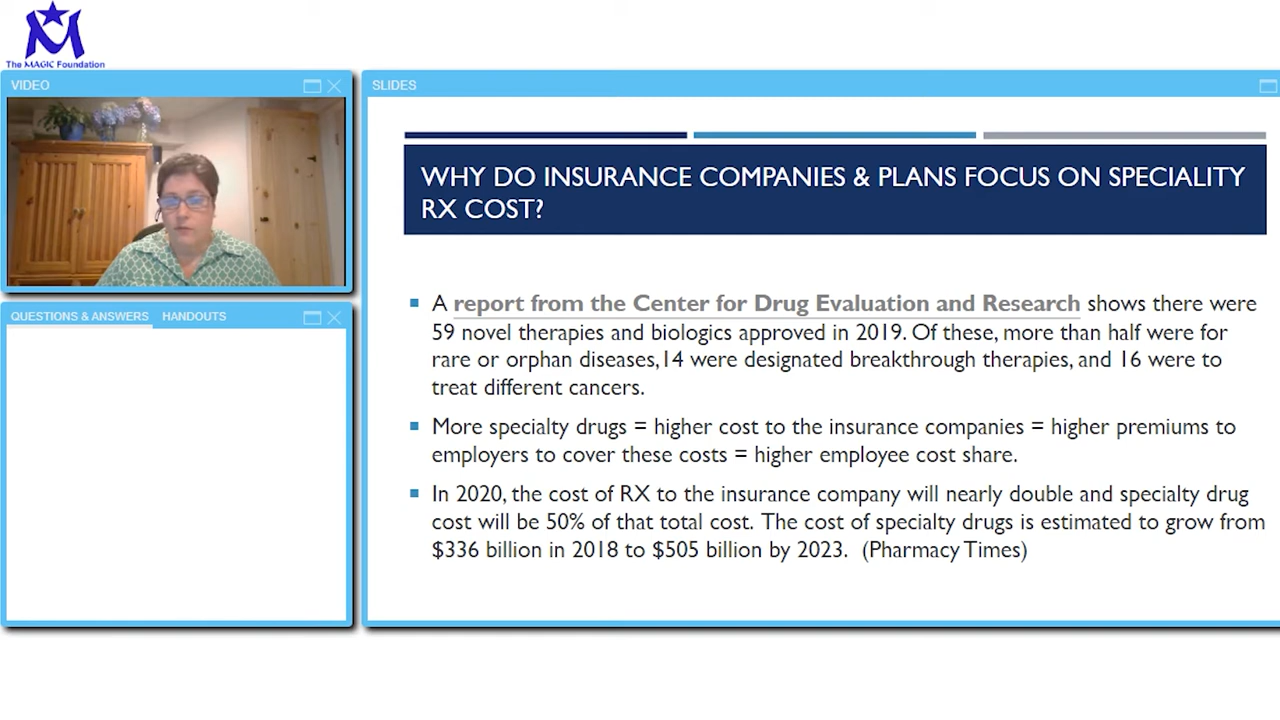 The MAGIC Foundation
VIDEO
SLIDES
WHY DO INSURANCE COMPANIES & PLANS FOCUS ON SPECIALITY
RX COST?
A report from the Center for Drug Evaluation and Research shows there were
59 novel therapies and biologics approved in 2019. Of these, more than half were for
rare or orphan diseases,14 were designated breakthrough therapies, and 16 were to
treat different cancers.
More specialty drugs = higher cost to the insurance companies = higher premiums to
employers to cover these costs = higher employee cost share.
In 2020, the cost of RX to the insurance company will nearly double and specialty drug
cost will be 50% of that total cost. The cost of specialty drugs is estimated to grow from
$336 billion in 2018 to $505 billion by 2023. (Pharmacy Times)
QUESTIONS & ANSWERS HANDOUTS